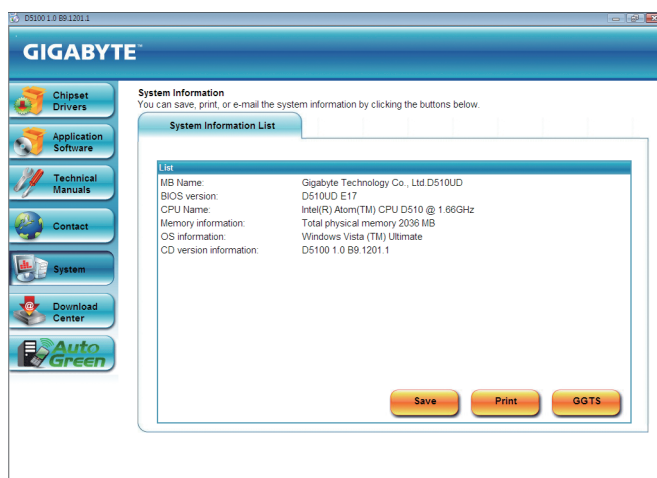 D5100 1.0 B9.1201.1
GIGABYTE™
Chipset
Drivers
Application
Software
Technical
Manuals
Contact
System
Download
Center
Auto
Green
System Information
You can save, print, or e-mail the system information by clicking the buttons below.
System Information List
List
MB Name: Gigabyte Technology Co., Ltd.D510UD
BIOS version: D510UD E17
CPU Name: Intel(R) Atom(TM) CPU D510 @ 1.66GHz
Memory information: Total physical memory 2036 MB
OS information: Windows Vista (TM) Ultimate
CD version information: D5100 1.0 B9.1201.1
Save Print GGTS